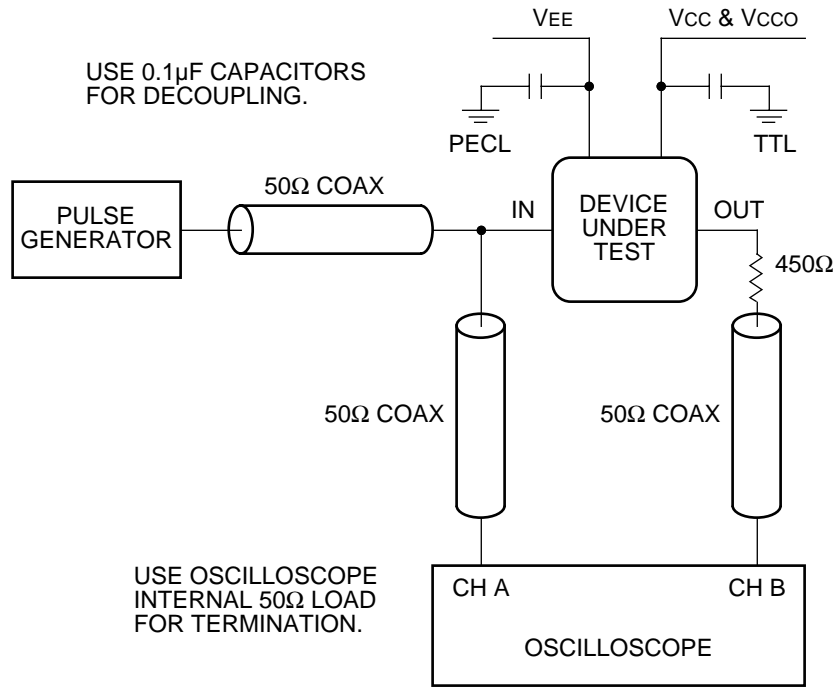 VEE
VCC & VCCO
USE 0.1µF CAPACITORS
FOR DECOUPLING.
PECL
TTL
50Ω COAX
PULSE
GENERATOR
IN
DEVICE
UNDER
TEST
OUT
450Ω
50Ω COAX
50Ω COAX
USE OSCILLOSCOPE
INTERNAL 50Ω LOAD
FOR TERMINATION.
CH A
CH B
OSCILLOSCOPE